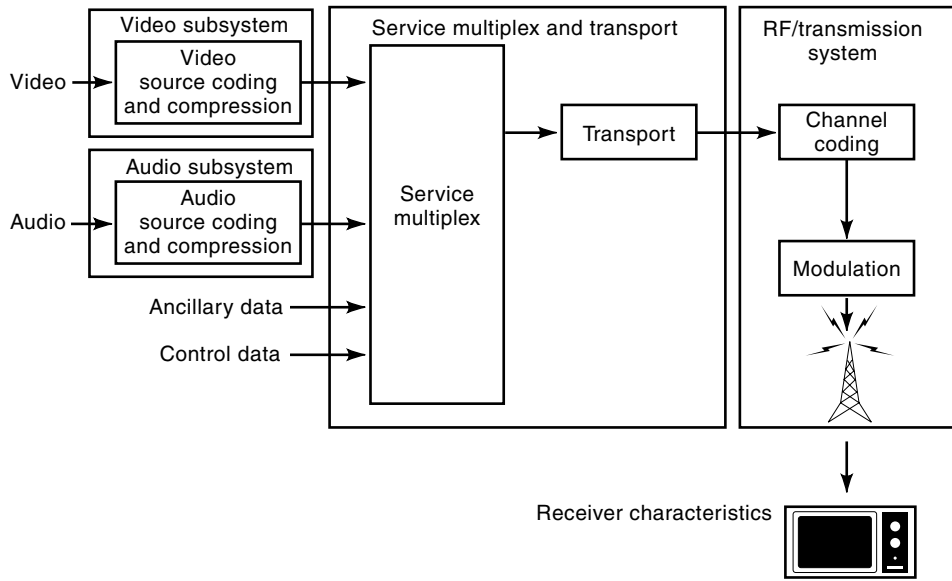 Video subsystem
Video
Video
source coding
and compression
Audio subsystem
Audio
Audio
source coding
and compression
Ancillary data
Control data
Service multiplex and transport
Service
multiplex
Transport
RF/transmission
system
Channel
coding
Modulation
Receiver characteristics